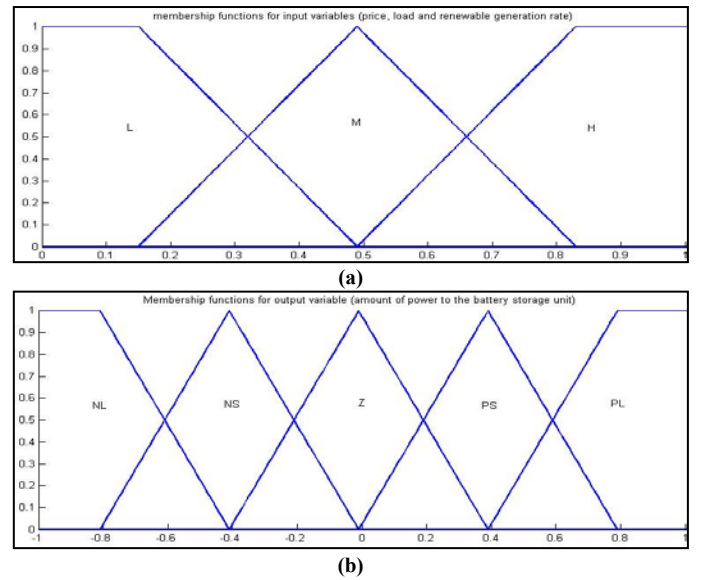 membership functions for input variables (price, load and renewable generation rate)
1
0.9
0.8
0.7
0.6
0.5
0.4
0.3
0.2
0.1
0
L
M
H
0 0.1 0.2 0.3 0.4 0.5 0.6 0.7 0.8 0.9 1
(a)
Membership functions for output variable (amount of power to the battery storage unit)
1
0.9
0.8
0.7
0.6
0.5
0.4
0.3
0.2
0.1
0
NL
NS
Z
PS
PL
-1 -0.8 -0.6 -0.4 -0.2 0 0.2 0.4 0.6 0.8 1
(b)